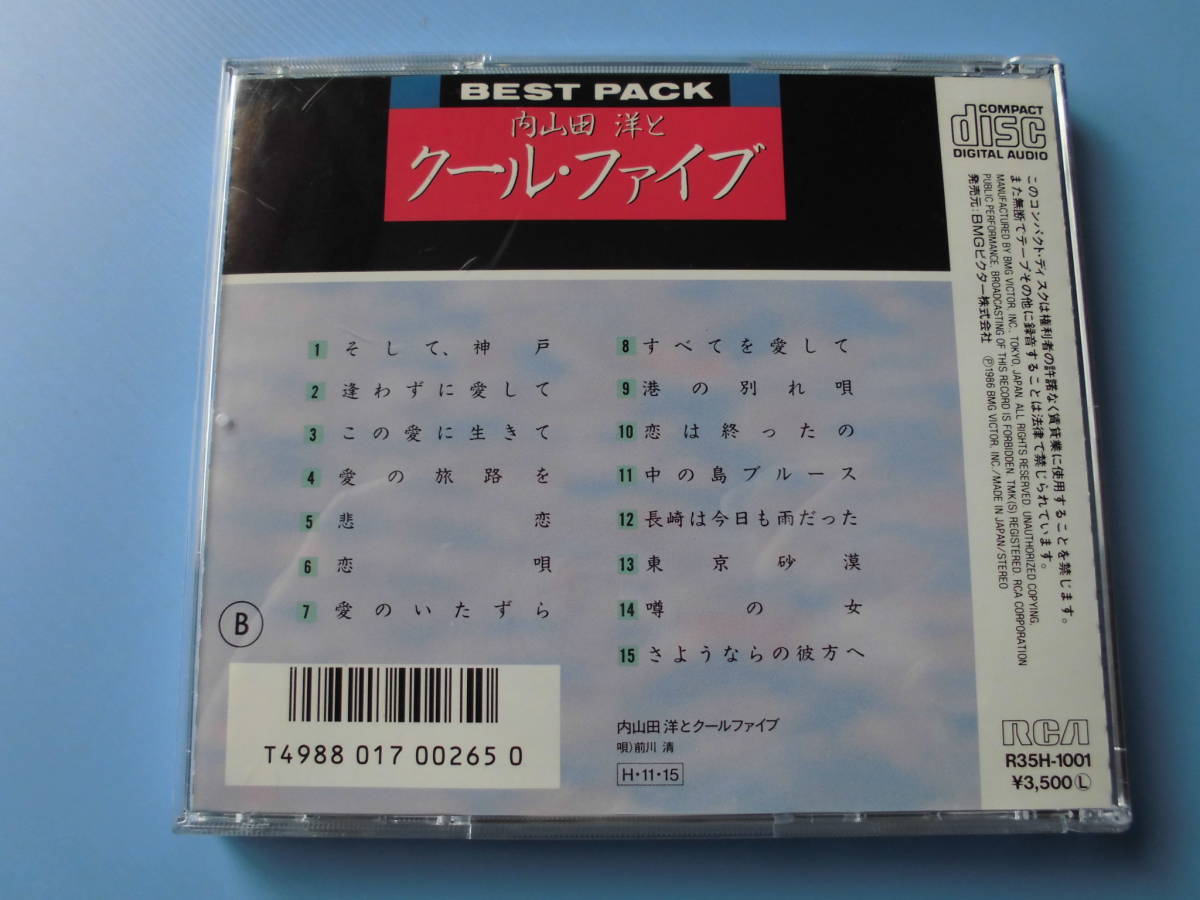 BEST PACK
内山田 洋と
クール・ファイブ
1 そして、神戸
2 逢わずに愛して
3 この愛に生きて
4 愛の旅路を
5 悲恋
6 恋唄
7 愛のいたずら
8 すべてを愛して
9 港の別れ唄
10 恋は終ったの
11 中の島ブルース
12 長崎は今日も雨だった
13 東京砂漠
14 噂の女
15 さようならの彼方へ
B
T4988 017 00265 0
内山田 洋とクールファイブ
唄)前川 清
H・11・15
COMPACT
disc
DIGITAL AUDIO
このコンパクト・ディスクは権利者の許諾なく賃貸業に使用することを禁じます。
また無断でテープその他に録音することは法律で禁じられています。
MANUFACTURED BY BMG VICTOR, INC., TOKYO, JAPAN. ALL RIGHTS RESERVED. UNAUTHORIZED COPYING,
PUBLIC PERFORMANCE, BROADCASTING OF THIS RECORD IS FORBIDDEN. TMK(S) REGISTERED. RCA CORPORATION
発売元:BMGビクター株式会社 ℗1986 BMG VICTOR, INC./MADE IN JAPAN/STEREO
RCA
R35H-1001
¥3,500Ⓛ